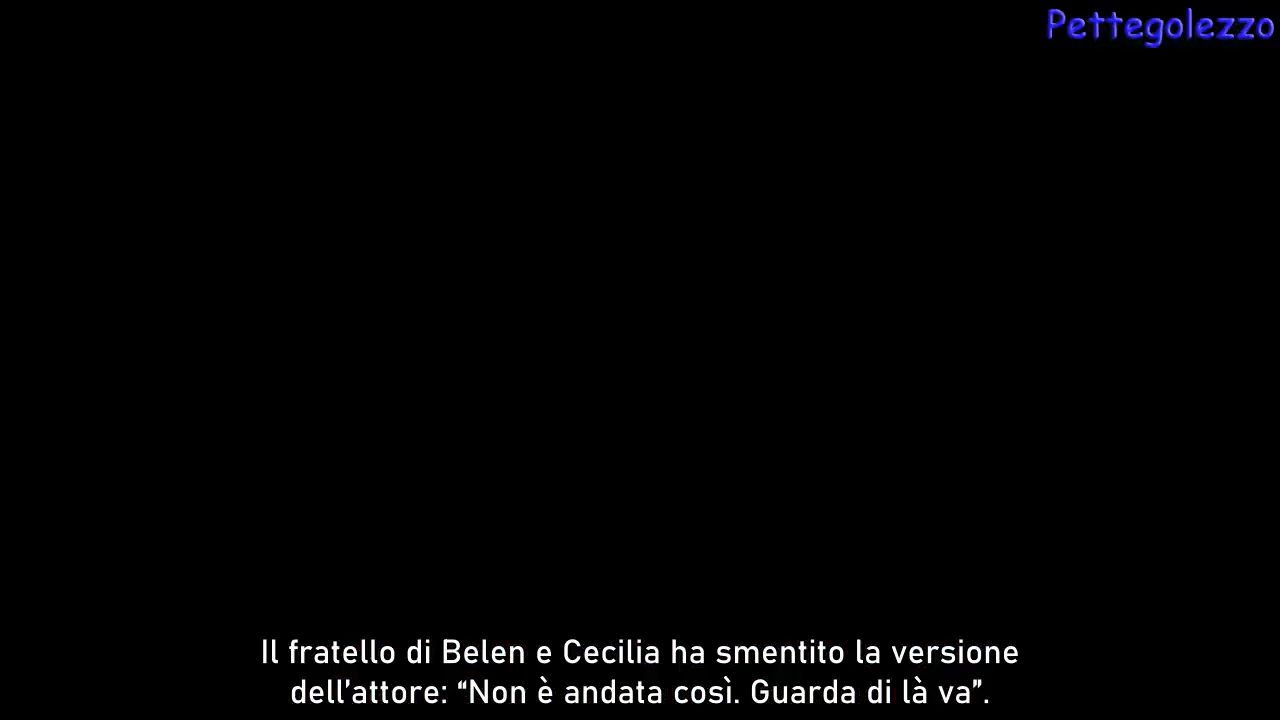 Pettegolezzo
Il fratello di Belen e Cecilia ha smentito la versione
dell’attore: “Non è andata così. Guarda di là va”.